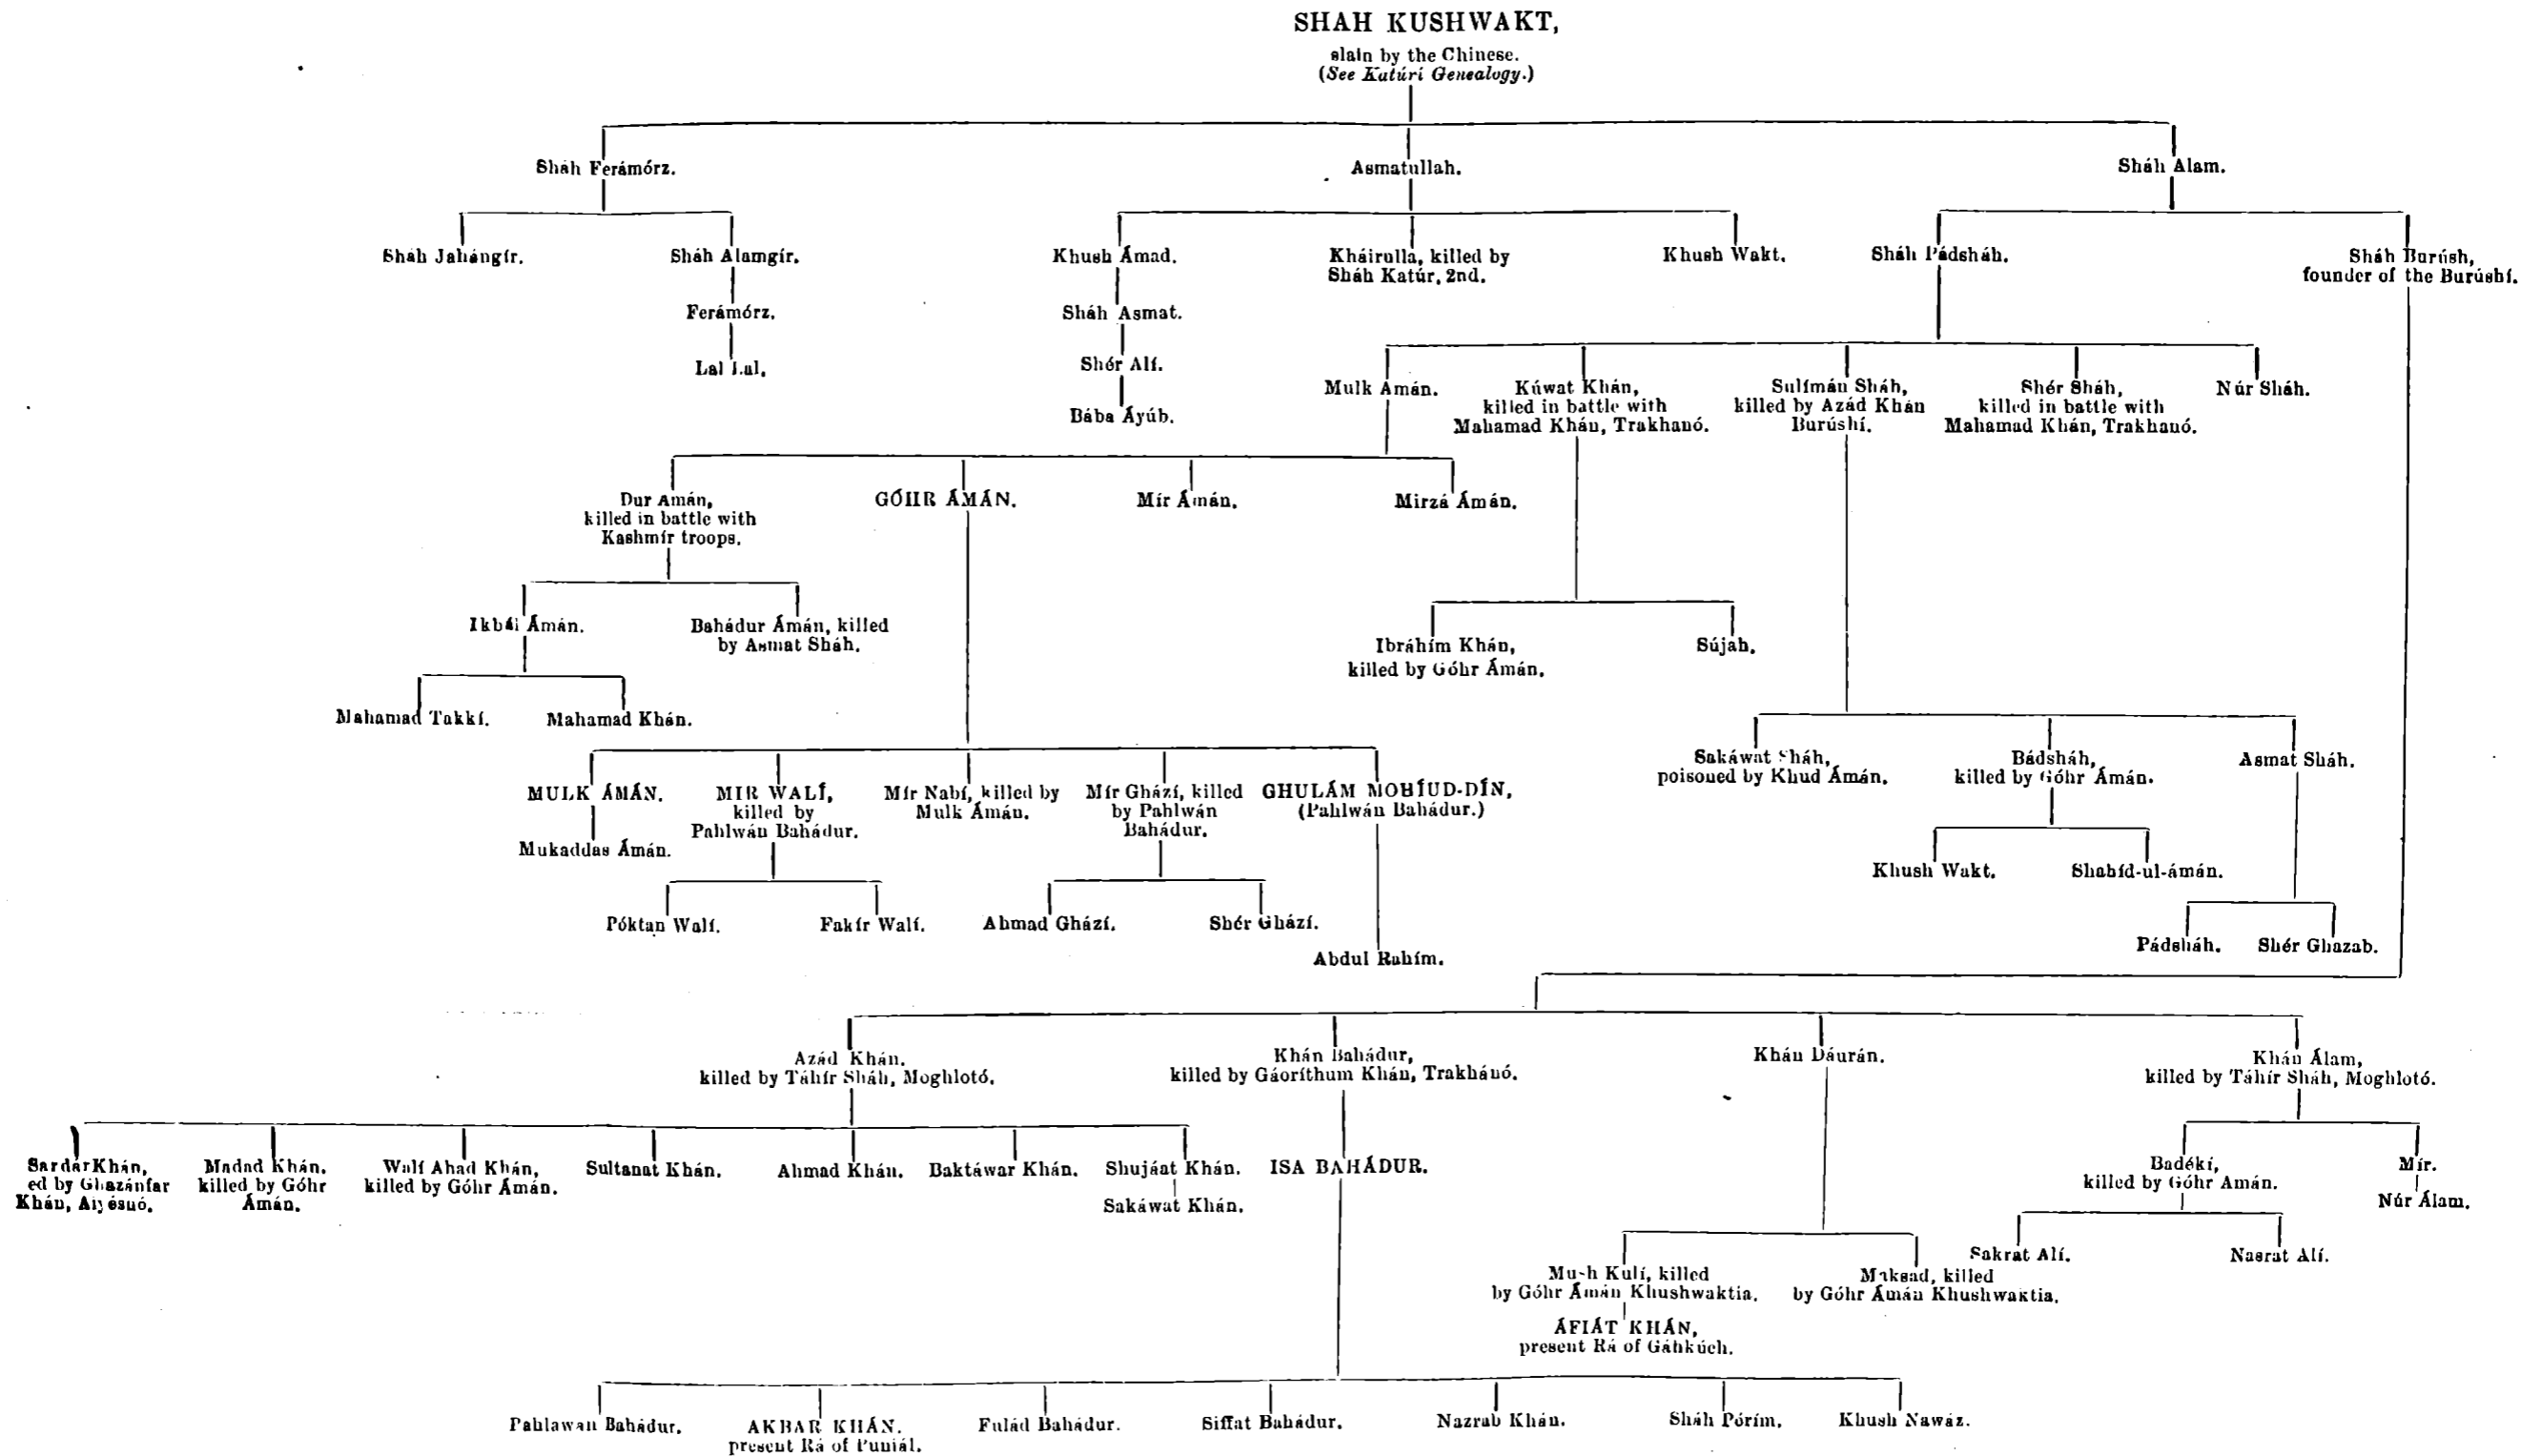 SHAH KUSHWAKT,
slain by the Chinese.
(See Katúri Genealogy.)
Sháh Ferámórz.
Asmatullah.
Sháh Alam.
Sháh Jahángír.
Sháh Alamgír.
Khush Ámad.
Kháirulla, killed by
Sháh Katúr, 2nd.
Khush Wakt.
Sháh Pádsháh.
Sháh Burúsh,
founder of the Burúshí.
Ferámórz.
Sháh Asmat.
Lal Lal.
Shér Alí.
Bába Áyúb.
Mulk Amán.
Kúwat Khán,
killed in battle with
Mahamad Khán, Trakhanó.
Sulímán Sháh,
killed by Azád Khán
Burúshí.
Shér Sháh,
killed in battle with
Mahamad Khán, Trakhanó.
Núr Sháh.
Dur Amán,
killed in battle with
Kashmír troops.
GÓHR ÁMÁN.
Mír Ámán.
Mirzá Ámán.
Ikbál Ámán.
Bahádur Ámán, killed
by Asmat Sháh.
Ibráhím Khán,
killed by Góhr Ámán.
Sújah.
Mahamad Takkí.
Mahamad Khán.
MULK ÁMÁN.
Mukaddas Ámán.
MIR WALÍ,
killed by
Pahlwán Bahádur.
Mír Nabí, killed by
Mulk Ámán.
Mír Ghází, killed
by Pahlwán
Bahádur.
GHULÁM MOHÍUD-DÍN,
(Pahlwán Bahádur.)
Sakáwat Sháh,
poisoned by Khud Ámán.
Bádsháh,
killed by Góhr Ámán.
Asmat Sháh.
Khush Wakt.
Shahíd-ul-ámán.
Póktan Walí.
Fakír Walí.
Ahmad Ghází.
Shér Ghází.
Abdul Rahím.
Pádsháh.
Shér Ghazab.
Azád Khán.
killed by Táhír Sháh, Moghlotó.
Khán Bahádur,
killed by Gáoríthum Khán, Trakhánó.
Khán Dáurán.
Khán Álam,
killed by Táhír Sháh, Moghlotó.
Sardár Khán,
ed by Ghazánfar
Khán,
Madad Khán.
killed by Góhr
Ámán.
Walí Ahad Khán,
killed by Góhr Ámán.
Sultanat Khán.
Ahmad Khán.
Baktáwar Khán.
Shujáat Khán.
Sakáwat Khán.
ISA BAHÁDUR.
Badékí,
killed by Góhr Amán.
Mír.
Núr Álam.
Sakrat Alí.
Nasrat Alí.
Kulí, killed
by Góhr Ámán Khushwaktia.
Maksad, killed
by Góhr Ámán Khushwaktia.
ÁFIÁT KHÁN,
present Rá of Gáhkúch.
Pahlawan Bahádur.
AKBAR KHÁN.
present Rá of Puniál.
Fulád Bahádur.
Siffat Bahádur.
Nazrab Khán.
Sháh Pórím.
Khush Nawáz.